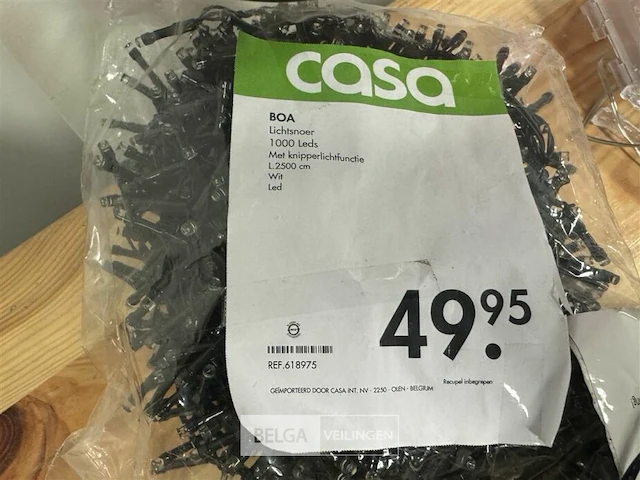 casa
BOA
Lichtsnoer
1000 Leds
Met knipperlichtfunctie
L.2500 cm
Wit
Led
49.95
REF.618975
Recupel inbegrepen
GEÏMPORTEERD DOOR CASA INT. NV - 2250 - OLEN - BELGIUM
BELGA VEILINGEN